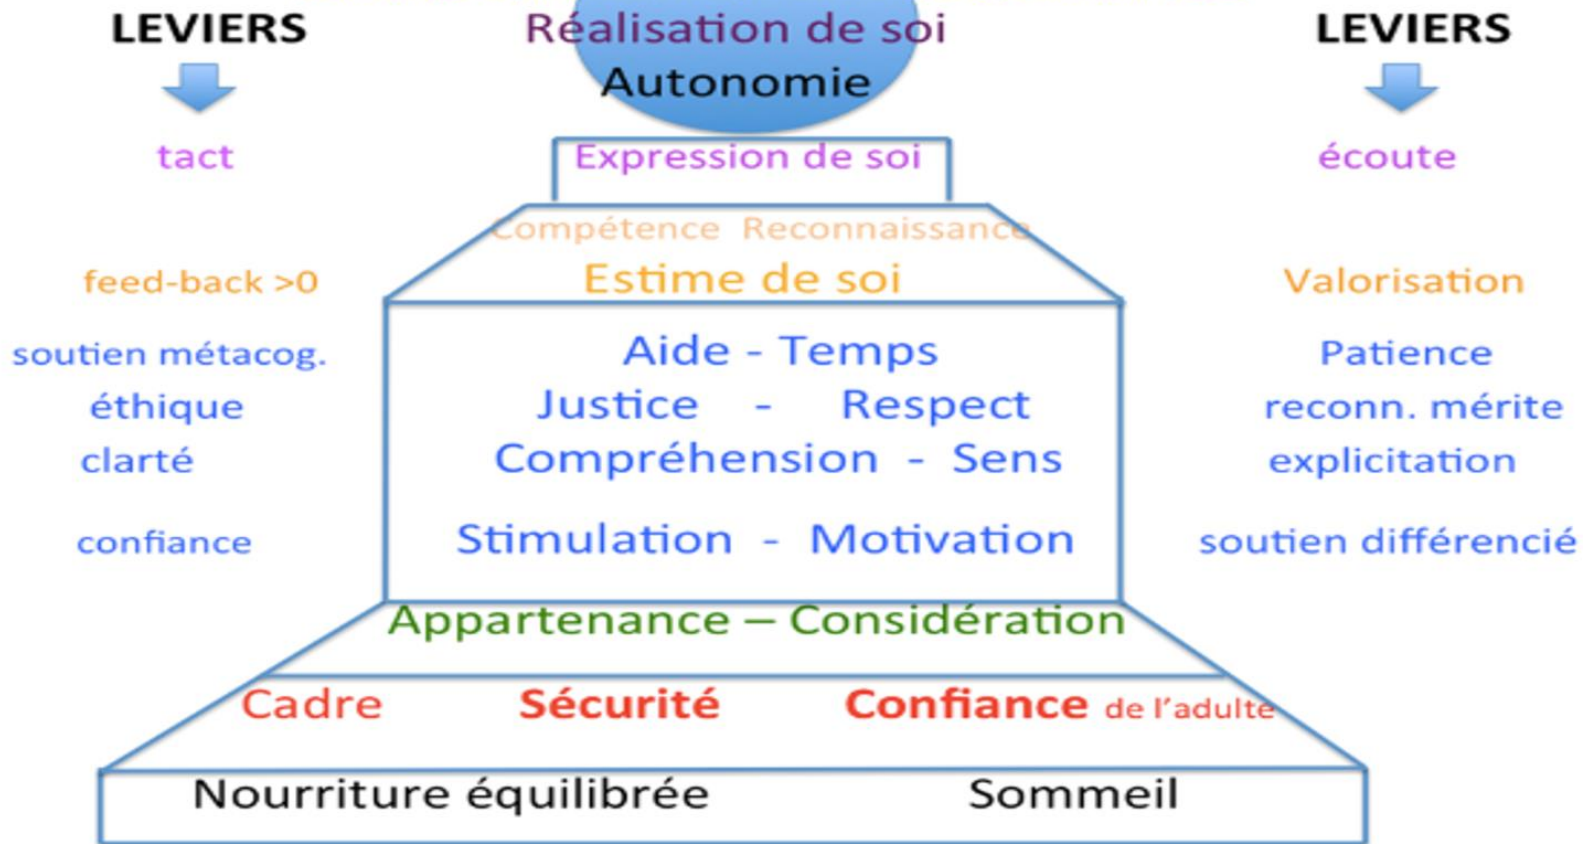 LEVIERS Réalisation de soi LEVIERS
Autonomie
tact Expression de soi écoute
Compétence Reconnaissance
feed-back >0 Estime de soi Valorisation
soutien métacog. Aide - Temps Patience
éthique Justice - Respect reconn. mérite
clarté Compréhension - Sens explicitation
confiance Stimulation - Motivation soutien différencié
Appartenance – Considération
Cadre Sécurité Confiance de l'adulte
Nourriture équilibrée Sommeil